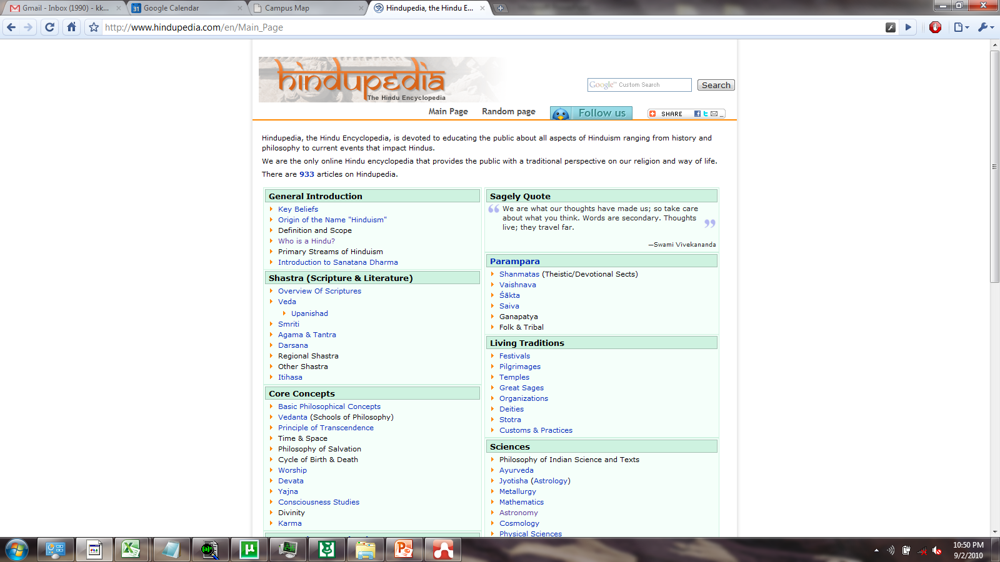 Gmail - Inbox (1990) - kk...
Google Calendar
Campus Map
Hindupedia, the Hindu E...
http://www.hindupedia.com/en/Main_Page
hindupedia
The Hindu Encyclopedia
Google™ Custom Search
Search
Main Page
Random page
Follow us
SHARE
Hindupedia, the Hindu Encyclopedia, is devoted to educating the public about all aspects of Hinduism ranging from history and
philosophy to current events that impact Hindus.
We are the only online Hindu encyclopedia that provides the public with a traditional perspective on our religion and way of life.
There are 933 articles on Hindupedia.
General Introduction
Key Beliefs
Origin of the Name "Hinduism"
Definition and Scope
Who is a Hindu?
Primary Streams of Hinduism
Introduction to Sanatana Dharma
Shastra (Scripture & Literature)
Overview Of Scriptures
Veda
Upanishad
Smriti
Agama & Tantra
Darsana
Regional Shastra
Other Shastra
Itihasa
Core Concepts
Basic Philosophical Concepts
Vedanta (Schools of Philosophy)
Principle of Transcendence
Time & Space
Philosophy of Salvation
Cycle of Birth & Death
Worship
Devata
Yajna
Consciousness Studies
Divinity
Karma
Sagely Quote
We are what our thoughts have made us; so take care
about what you think. Words are secondary. Thoughts
live; they travel far.
—Swami Vivekananda
Parampara
Shanmatas (Theistic/Devotional Sects)
Vaishnava
Śākta
Saiva
Ganapatya
Folk & Tribal
Living Traditions
Festivals
Pilgrimages
Temples
Great Sages
Organizations
Deities
Stotra
Customs & Practices
Sciences
Philosophy of Indian Science and Texts
Ayurveda
Jyotisha (Astrology)
Metallurgy
Mathematics
Astronomy
Cosmology
Physical Sciences
10:50 PM
9/2/2010